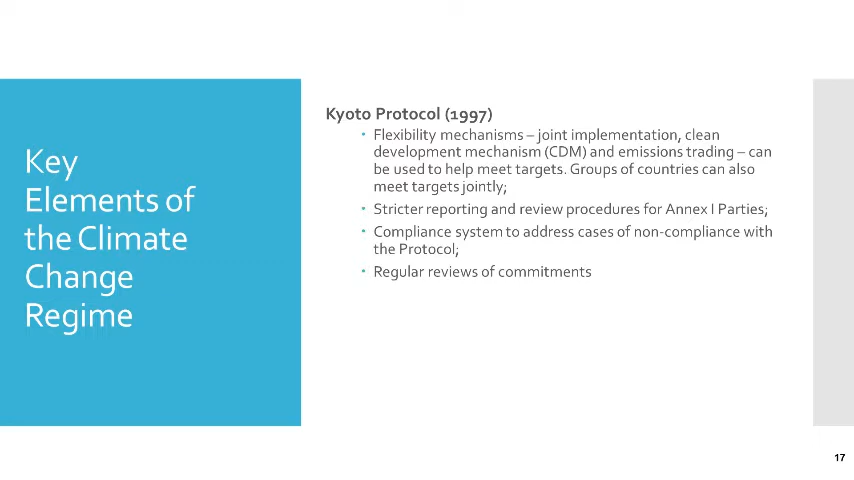 Key
Elements of
the Climate
Change
Regime
Kyoto Protocol (1997)
• Flexibility mechanisms – joint implementation, clean
development mechanism (CDM) and emissions trading – can
be used to help meet targets. Groups of countries can also
meet targets jointly;
• Stricter reporting and review procedures for Annex I Parties;
• Compliance system to address cases of non-compliance with
the Protocol;
• Regular reviews of commitments
17